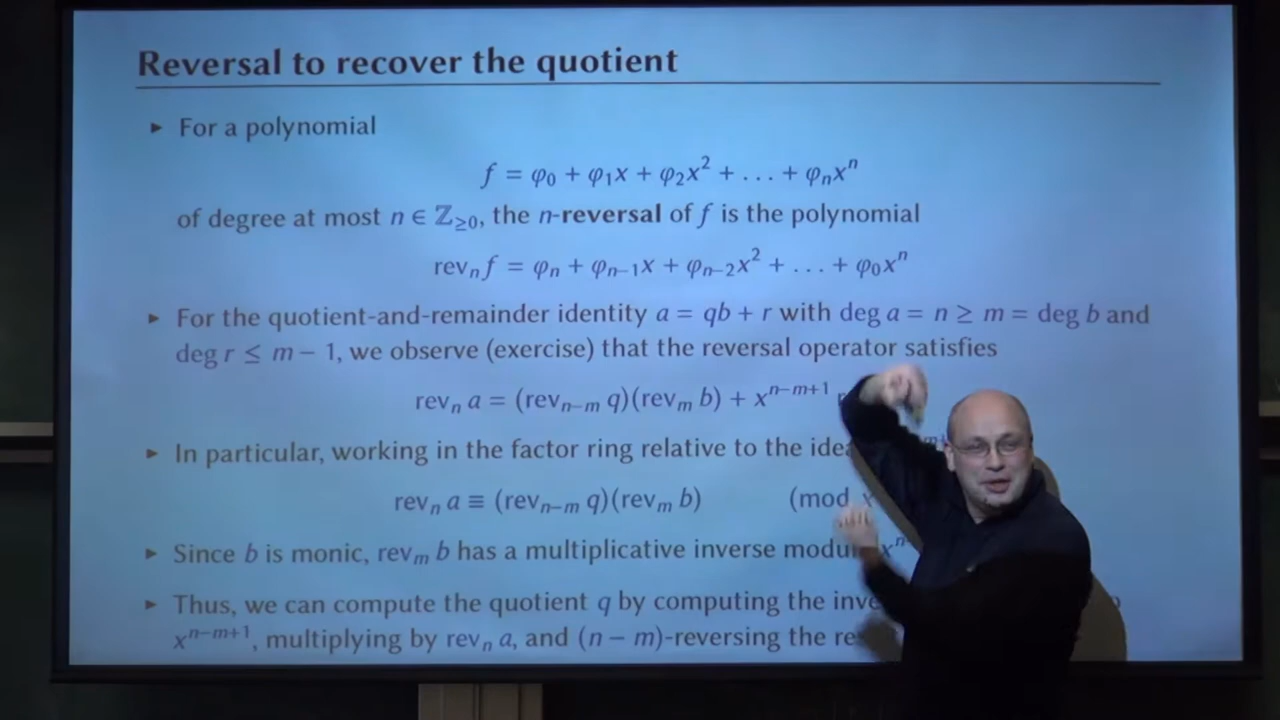 Reversal to recover the quotient
▸ For a polynomial
f = φ₀ + φ₁x + φ₂x² + . . . + φₙxⁿ
of degree at most n ∈ ℤ≥0, the n-reversal of f is the polynomial
revₙ f = φₙ + φₙ₋₁x + φₙ₋₂x² + . . . + φ₀xⁿ
▸ For the quotient-and-remainder identity a = qb + r with deg a = n ≥ m = deg b and
deg r ≤ m − 1, we observe (exercise) that the reversal operator satisfies
revₙ a = (revₙ₋ₘ q)(revₘ b) + xⁿ⁻ᵐ⁺¹
▸ In particular, working in the factor ring relative to the
revₙ a ≡ (revₙ₋ₘ q)(revₘ b) (mod x
▸ Since b is monic, revₘ b has a multiplicative inverse xⁿ
▸ Thus, we can compute the quotient q by computing the
xⁿ⁻ᵐ⁺¹, multiplying by revₙ a, and (n − m)-reversing the